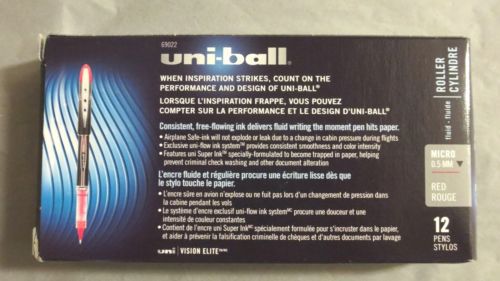 69022
uni-ball®
WHEN INSPIRATION STRIKES, COUNT ON THE
PERFORMANCE AND DESIGN OF UNI-BALL®
LORSQUE L'INSPIRATION FRAPPE, VOUS POUVEZ
COMPTER SUR LA PERFORMANCE ET LE DESIGN D'UNI-BALL®
Consistent, free-flowing ink delivers fluid writing the moment pen hits paper.
• Airplane Safe-ink will not explode or leak due to a change in cabin pressure during flights
• Exclusive uni-flow ink system™ provides consistent smoothness and color intensity
• Features uni Super Ink™ specially-formulated to become trapped in paper, helping
prevent criminal check washing and other document alteration
L'encre fluide et régulière procure une écriture lisse dès que
le stylo touche le papier.
• L'encre sûre en avion n'explose ou ne fuit pas lors d'un changement de pression dans
la cabine pendant les vols
• Le système d'encre exclusif uni-flow ink systemMC procure une douceur et une
intensité de couleur constantes
• Contient de l'encre uni Super InkMC spécialement formulée pour s'incruster dans le papier,
et aider à prévenir la falsification criminelle de chèques et d'autres documents par lavage
uni | VISION ELITE™/MC
ROLLER
CYLINDRE
fluid • fluide
MICRO
0.5 MM
RED
ROUGE
12
PENS
STYLOS